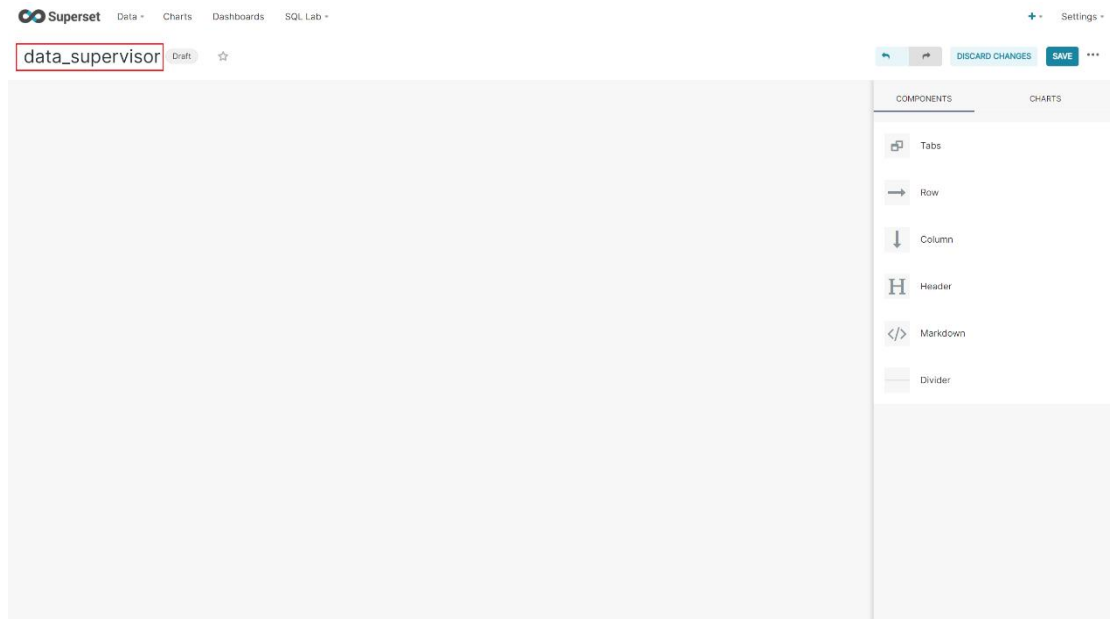 Superset Data Charts Dashboards SQL Lab + Settings
data_supervisor Draft DISCARD CHANGES SAVE ...
COMPONENTS CHARTS
Tabs
Row
Column
H Header
</> Markdown
Divider